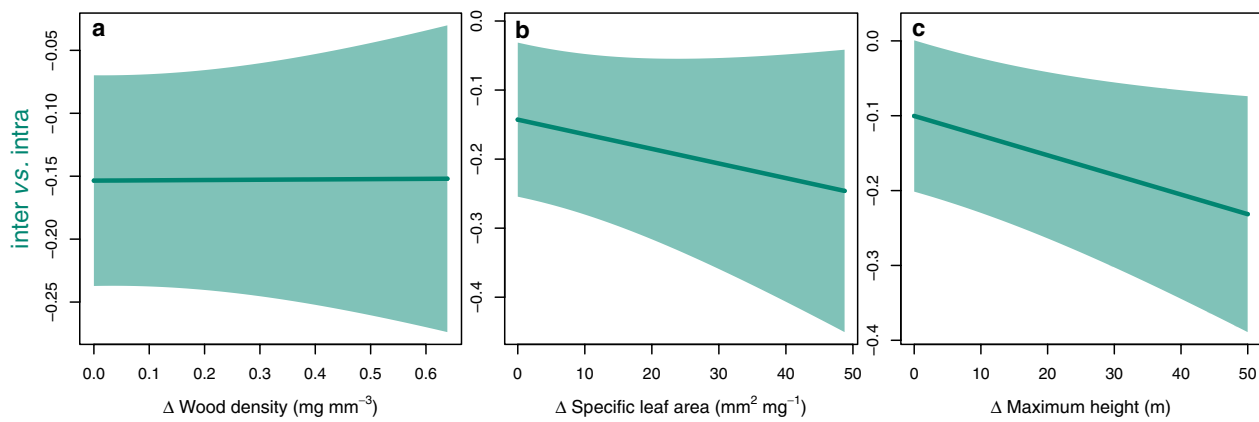 a
b
c
inter vs. intra
−0.05
−0.10
−0.15
−0.20
−0.25
0.0
−0.1
−0.2
−0.3
−0.4
0.0
−0.1
−0.2
−0.3
−0.4
0.0 0.1 0.2 0.3 0.4 0.5 0.6
0 10 20 30 40 50
0 10 20 30 40 50
Δ Wood density (mg mm⁻³)
Δ Specific leaf area (mm² mg⁻¹)
Δ Maximum height (m)